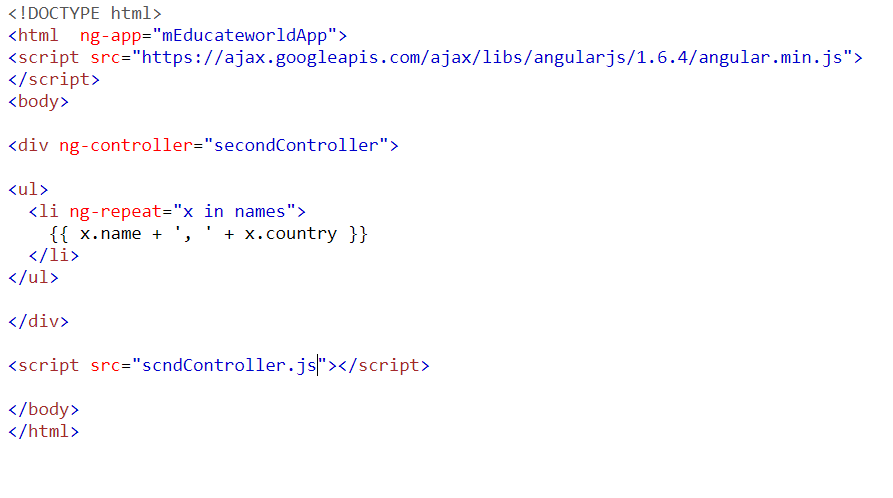 <!DOCTYPE html>
<html  ng-app="mEducateworldApp">
<script src="https://ajax.googleapis.com/ajax/libs/angularjs/1.6.4/angular.min.js">
</script>
<body>
<div ng-controller="secondController">
<ul>
  <li ng-repeat="x in names">
    {{ x.name + ', ' + x.country }}
  </li>
</ul>
</div>
<script src="scndController.js"></script>
</body>
</html>